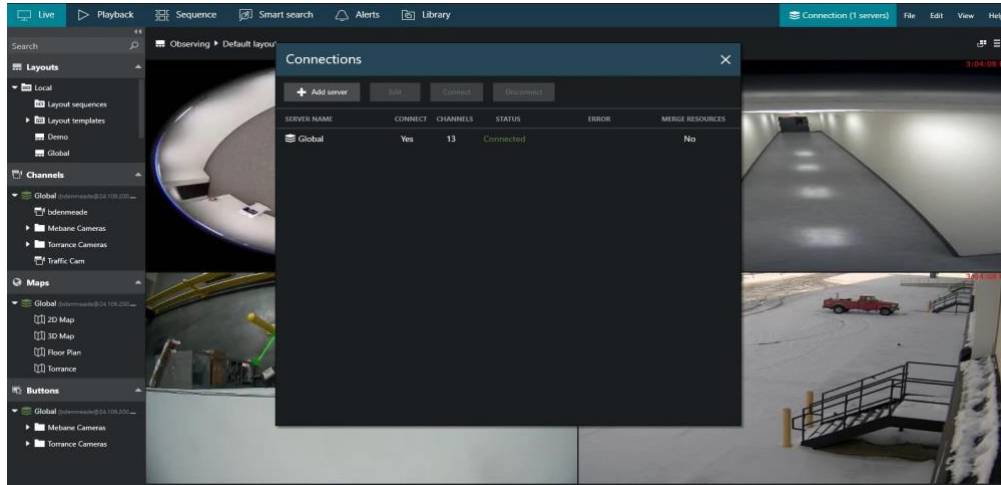 Live Playback Sequence Smart search Alerts Library Connection (1 servers) File Edit View Help
Search
Observing Default layout
Layouts
Local
Layout sequences
Layout templates
Demo
Global
Channels
Global
bdenmeade
Mebane Cameras
Torrance Cameras
Traffic Cam
Maps
Global
2D Map
3D Map
Floor Plan
Torrance
Buttons
Global
Mebane Cameras
Torrance Cameras
Connections
Add server Edit Connect Disconnect
SERVER NAME CONNECT CHANNELS STATUS ERROR MERGE RESOURCES
Global Yes 13 Connected No